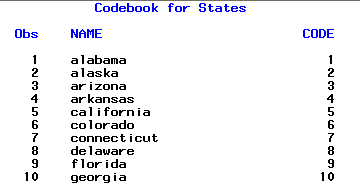 Codebook for States
Obs NAME CODE
1 alabama 1
2 alaska 2
3 arizona 3
4 arkansas 4
5 california 5
6 colorado 6
7 connecticut 7
8 delaware 8
9 florida 9
10 georgia 10